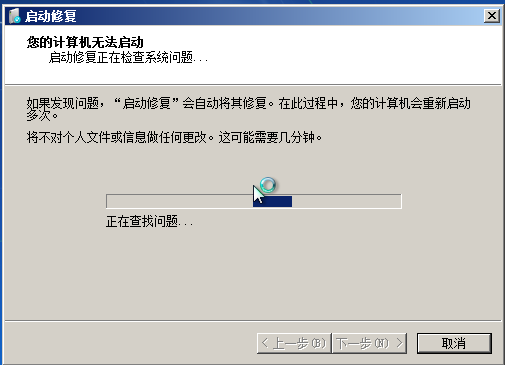 启动修复
您的计算机无法启动
启动修复正在检查系统问题...
如果发现问题，“启动修复”会自动将其修复。在此过程中，您的计算机会重新启动
多次。
将不对个人文件或信息做任何更改。这可能需要几分钟。
正在查找问题...
< 上一步(B) 下一步(N) > 取消